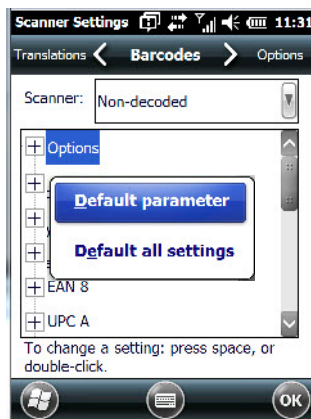 Scanner Settings 11:31
Translations Barcodes Options
Scanner: Non-decoded
Options
Default parameter
Default all settings
EAN 8
UPC A
To change a setting: press space, or
double-click.
OK